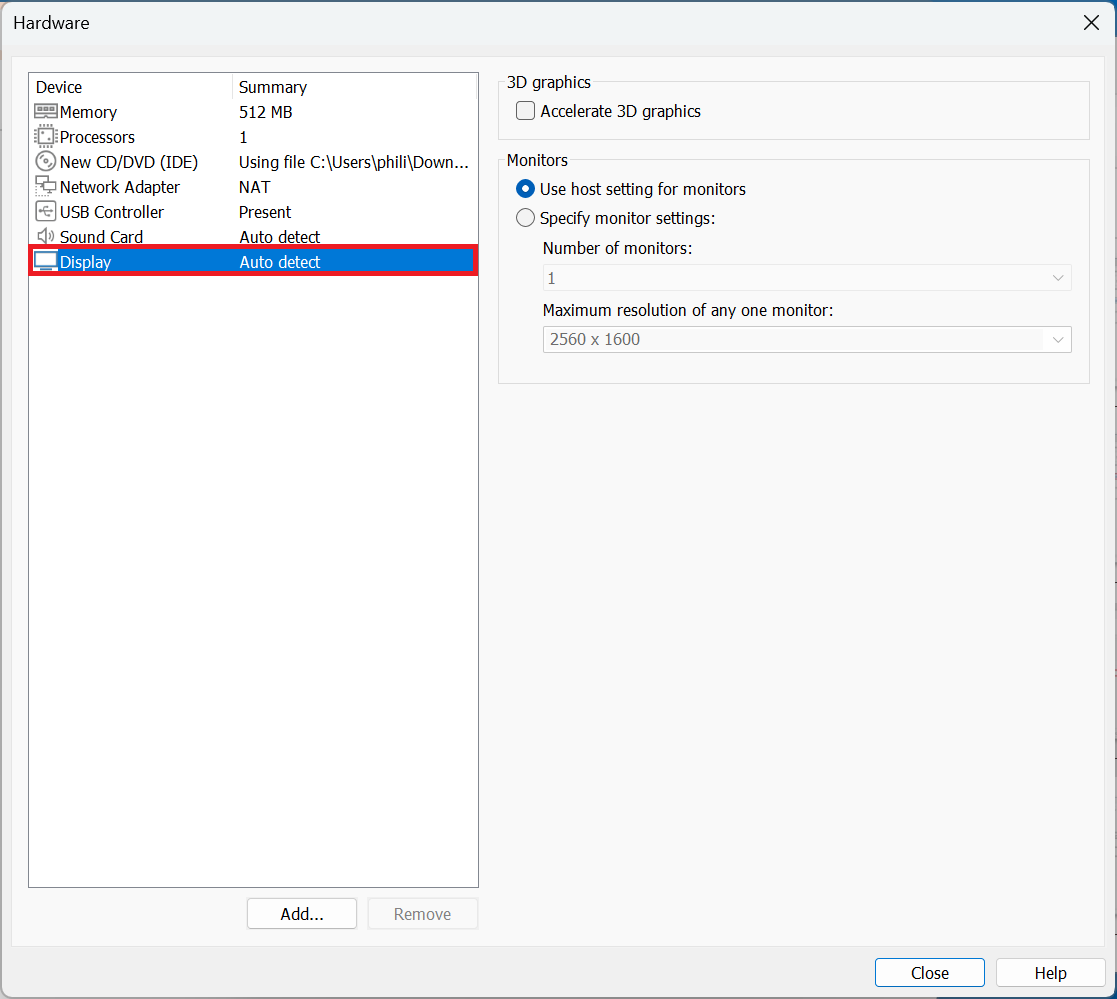 Hardware
Device Summary
Memory 512 MB
Processors 1
New CD/DVD (IDE) Using file C:\Users\phili\Down...
Network Adapter NAT
USB Controller Present
Sound Card Auto detect
Display Auto detect
Add... Remove
3D graphics
Accelerate 3D graphics
Monitors
Use host setting for monitors
Specify monitor settings:
Number of monitors:
1
Maximum resolution of any one monitor:
2560 x 1600
Close Help